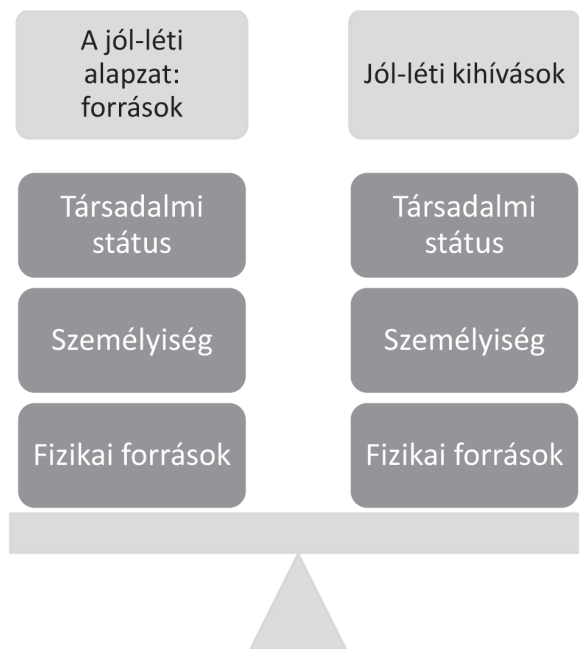 A jól-léti
alapzat:
források
Jól-léti kihívások
Társadalmi
státus
Társadalmi
státus
Személyiség
Személyiség
Fizikai források
Fizikai források